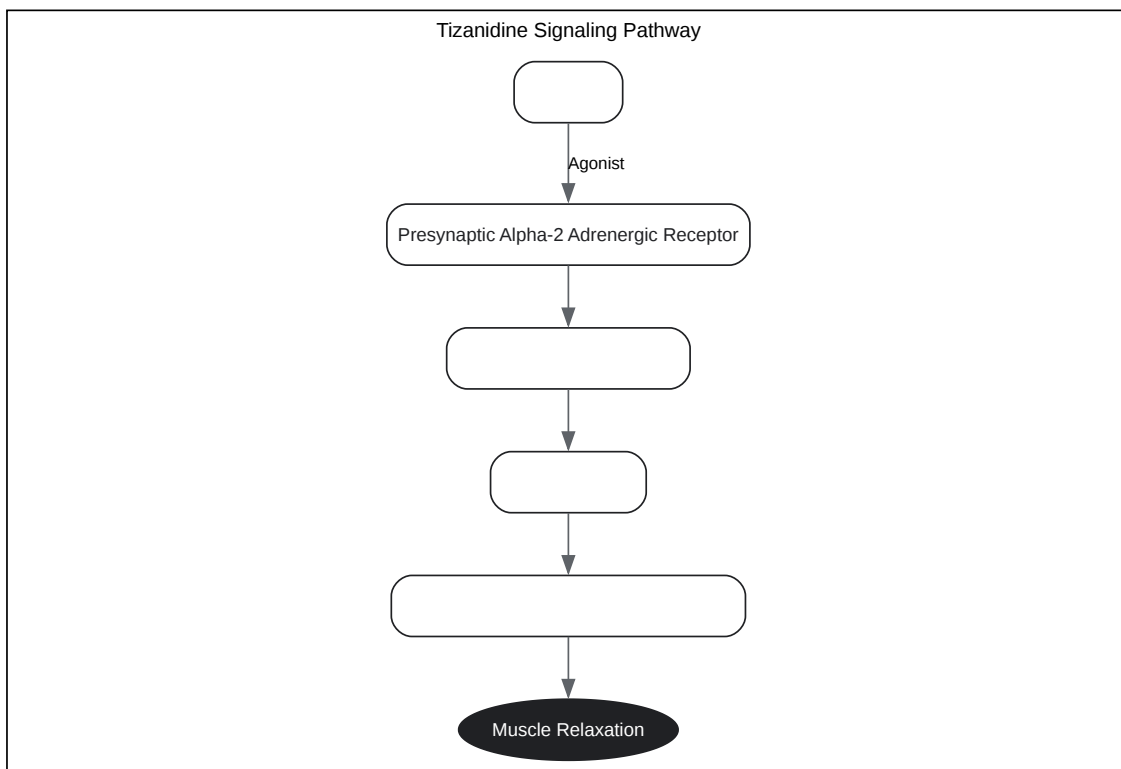 Tizanidine Signaling Pathway
Agonist
Presynaptic Alpha-2 Adrenergic Receptor
Muscle Relaxation